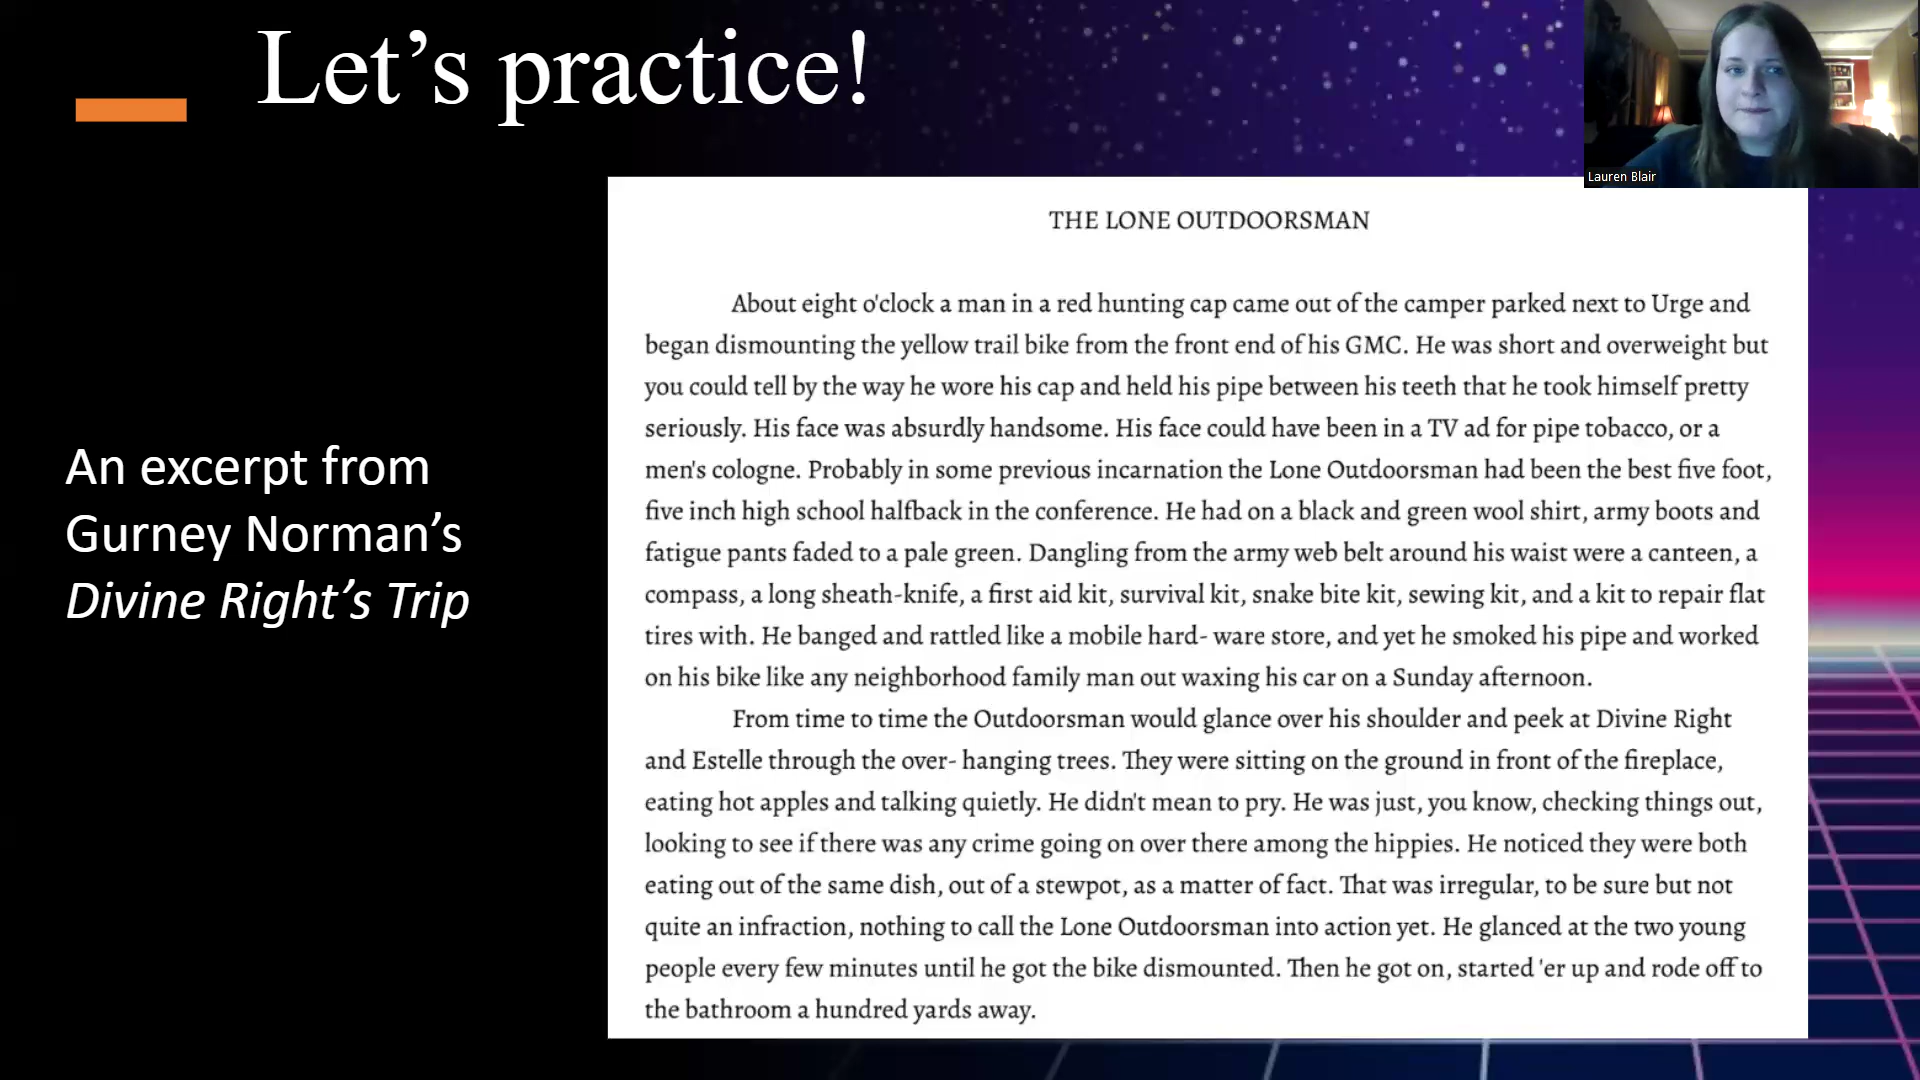 Let’s practice!
Lauren Blair
An excerpt from
Gurney Norman’s
Divine Right’s Trip
THE LONE OUTDOORSMAN
About eight o'clock a man in a red hunting cap came out of the camper parked next to Urge and
began dismounting the yellow trail bike from the front end of his GMC. He was short and overweight but
you could tell by the way he wore his cap and held his pipe between his teeth that he took himself pretty
seriously. His face was absurdly handsome. His face could have been in a TV ad for pipe tobacco, or a
men's cologne. Probably in some previous incarnation the Lone Outdoorsman had been the best five foot,
five inch high school halfback in the conference. He had on a black and green wool shirt, army boots and
fatigue pants faded to a pale green. Dangling from the army web belt around his waist were a canteen, a
compass, a long sheath-knife, a first aid kit, survival kit, snake bite kit, sewing kit, and a kit to repair flat
tires with. He banged and rattled like a mobile hard- ware store, and yet he smoked his pipe and worked
on his bike like any neighborhood family man out waxing his car on a Sunday afternoon.
From time to time the Outdoorsman would glance over his shoulder and peek at Divine Right
and Estelle through the over- hanging trees. They were sitting on the ground in front of the fireplace,
eating hot apples and talking quietly. He didn't mean to pry. He was just, you know, checking things out,
looking to see if there was any crime going on over there among the hippies. He noticed they were both
eating out of the same dish, out of a stewpot, as a matter of fact. That was irregular, to be sure but not
quite an infraction, nothing to call the Lone Outdoorsman into action yet. He glanced at the two young
people every few minutes until he got the bike dismounted. Then he got on, started 'er up and rode off to
the bathroom a hundred yards away.